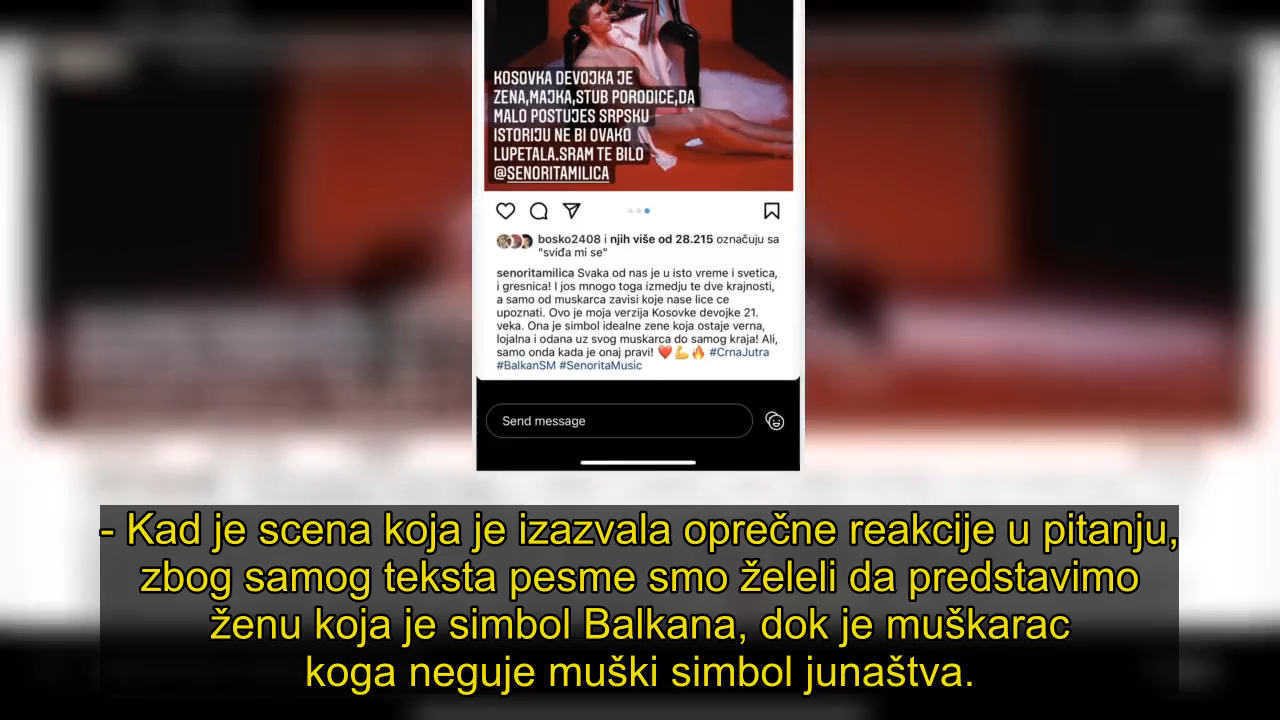 KOSOVKA DEVOJKA JE
ZENA,MAJKA,STUB PORODICE,DA
MALO POSTUJES SRPSKU
ISTORIJU NE BI OVAKO
LUPETALA.SRAM TE BILO
@SENORITAMILICA
bosko2408 i njih više od 28.215 označuju sa
"sviđa mi se"
senoritamilica Svaka od nas je u isto vreme i svetica,
i gresnica! I jos mnogo toga izmedju te dve krajnosti,
a samo od muskarca zavisi koje nase lice ce
upoznati. Ovo je moja verzija Kosovke devojke 21.
veka. Ona je simbol idealne zene koja ostaje verna,
lojalna i odana uz svog muskarca do samog kraja! Ali,
samo onda kada je onaj pravi! ❤️💪🔥 #CrnaJutra
#BalkanSM #SenoritaMusic
Send message
- Kad je scena koja je izazvala oprečne reakcije u pitanju,
zbog samog teksta pesme smo želeli da predstavimo
ženu koja je simbol Balkana, dok je muškarac
koga neguje muški simbol junaštva.